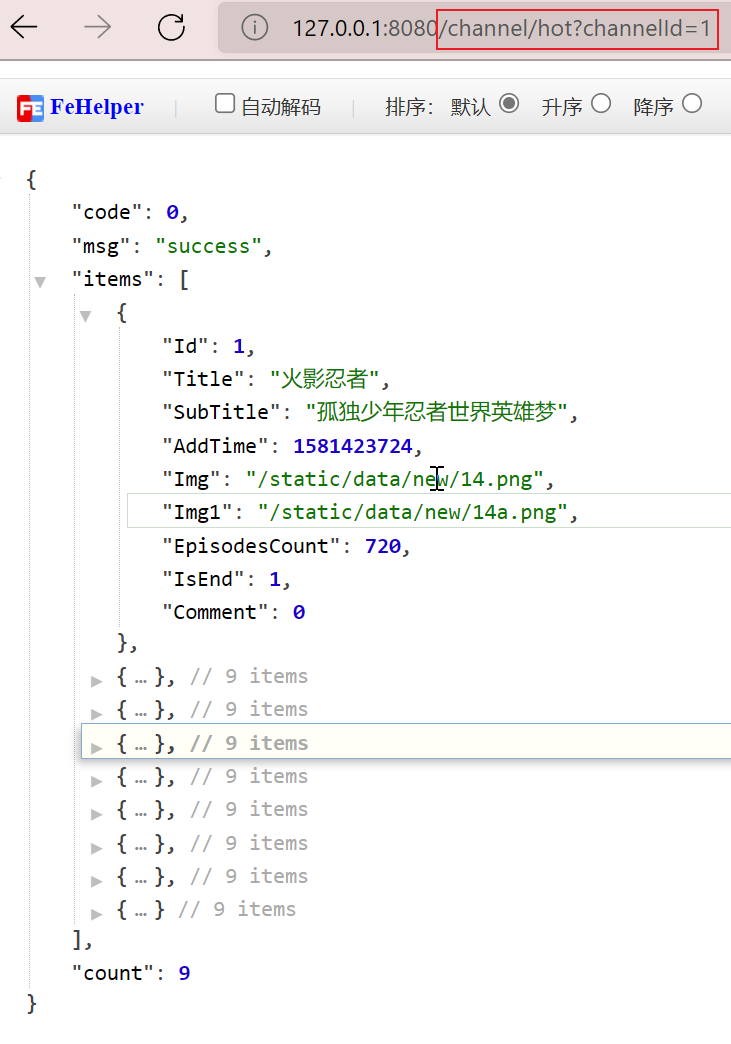 127.0.0.1:8080/channel/hot?channelId=1
FE FeHelper | 自动解码 | 排序: 默认 升序 降序
{
"code": 0,
"msg": "success",
"items": [
{
"Id": 1,
"Title": "火影忍者",
"SubTitle": "孤独少年忍者世界英雄梦",
"AddTime": 1581423724,
"Img": "/static/data/new/14.png",
"Img1": "/static/data/new/14a.png",
"EpisodesCount": 720,
"IsEnd": 1,
"Comment": 0
},
{ … }, // 9 items
{ … }, // 9 items
{ … }, // 9 items
{ … }, // 9 items
{ … }, // 9 items
{ … }, // 9 items
{ … }, // 9 items
{ … } // 9 items
],
"count": 9
}